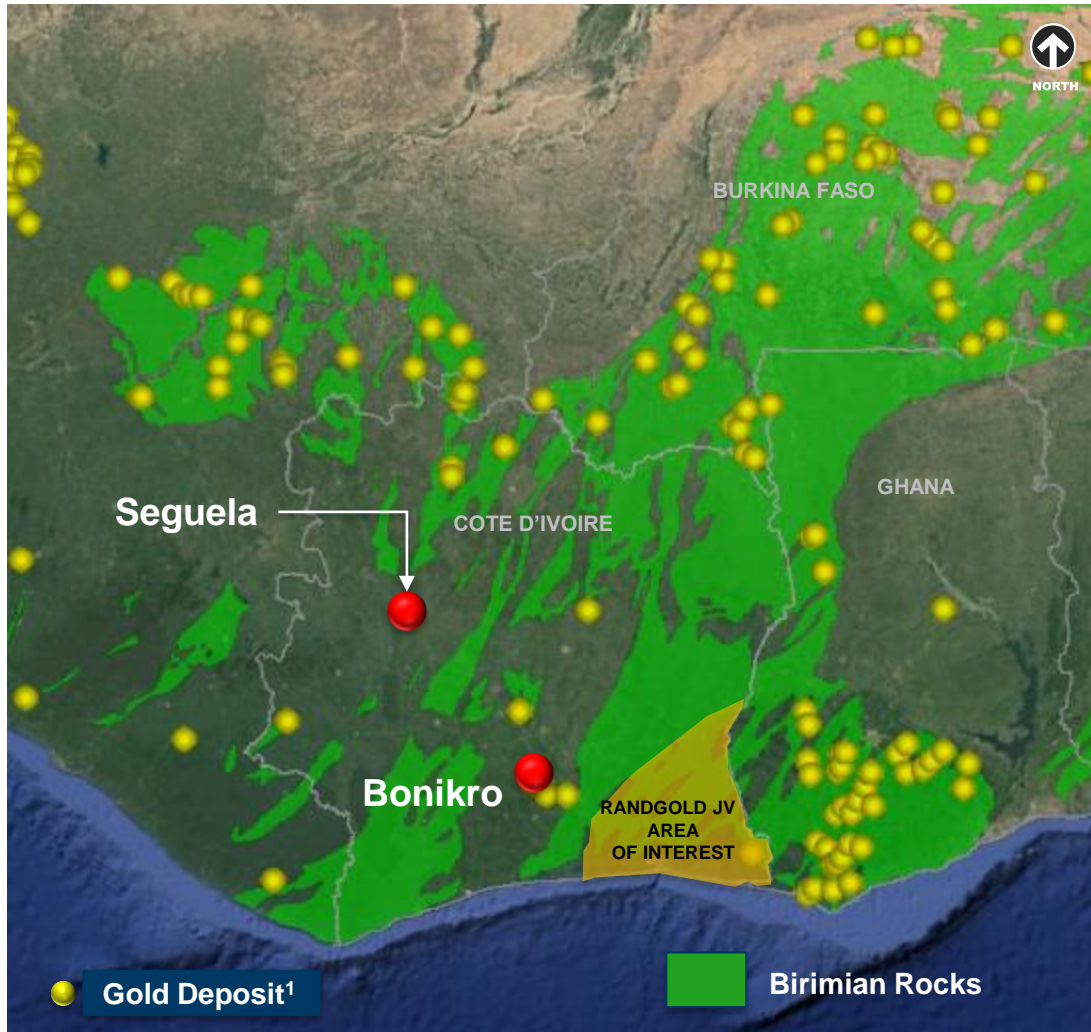 NORTH
BURKINA FASO
GHANA
Seguela
COTE D'IVOIRE
Bonikro
RANDGOLD JV
AREA
OF INTEREST
Gold Deposit¹
Birimian Rocks